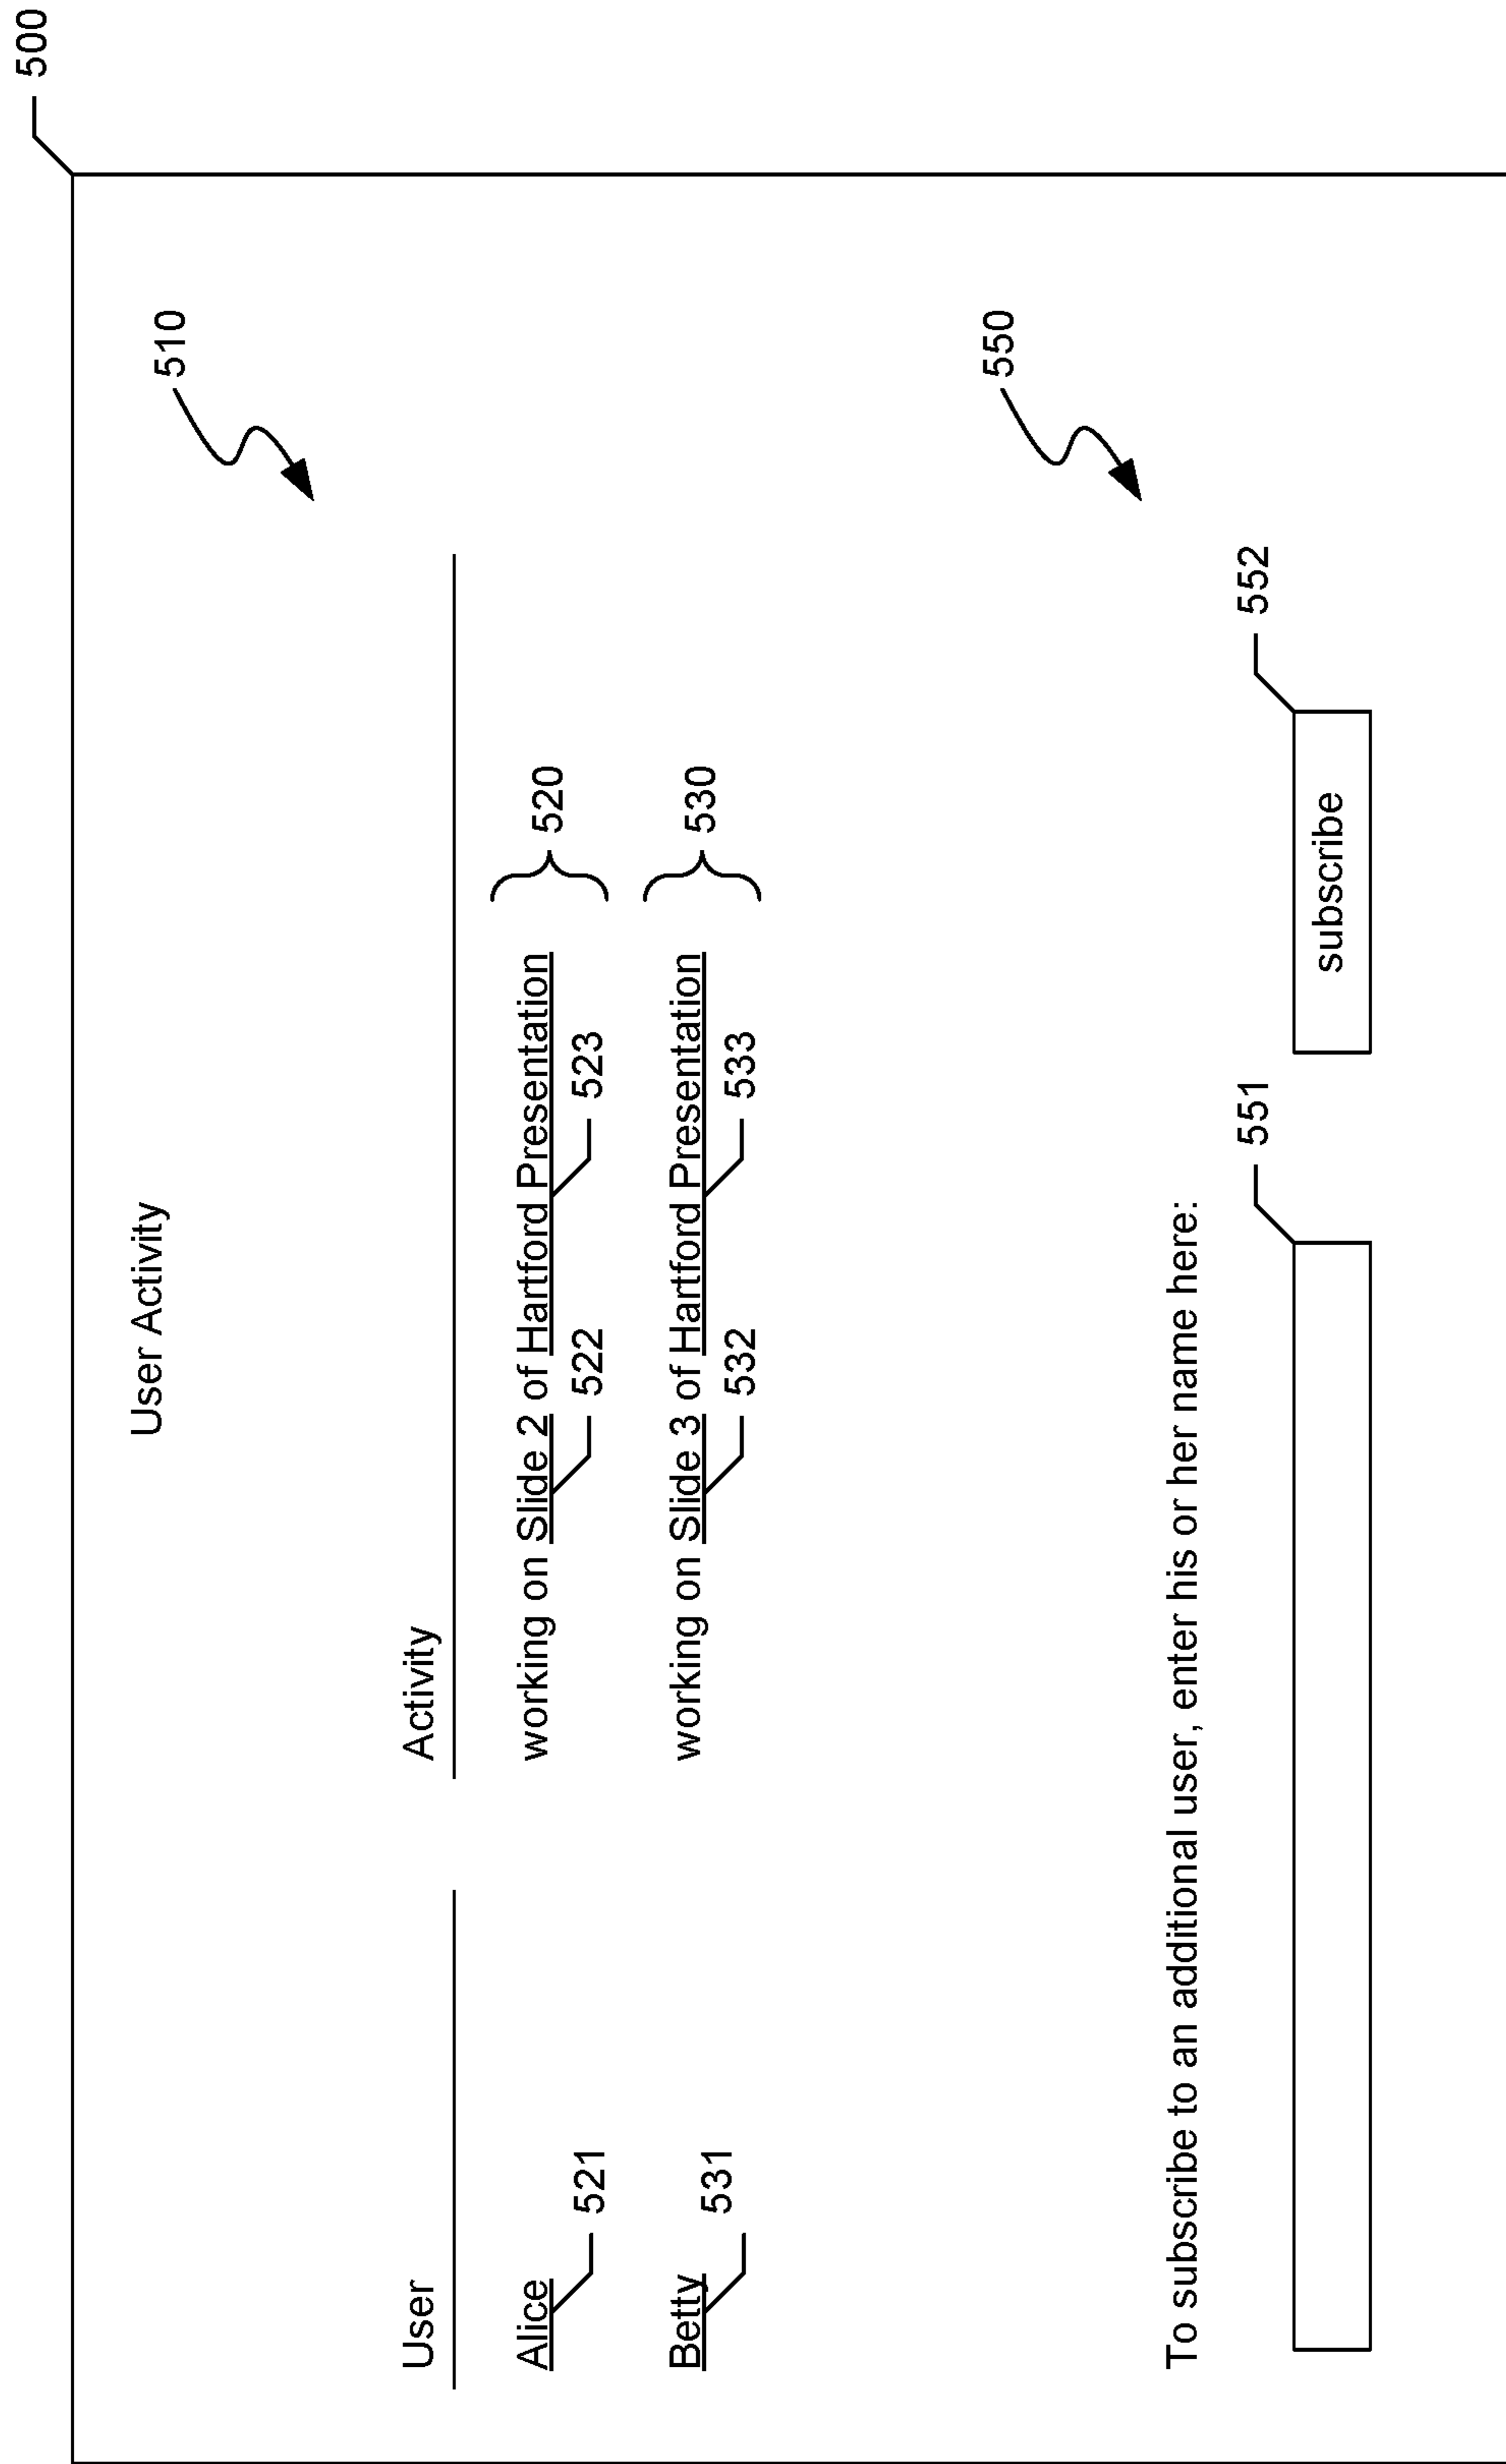 500
User Activity
510
User Activity
Alice working on Slide 2 of Hartford Presentation 520
521 522 523
Betty working on Slide 3 of Hartford Presentation 530
531 532 533
550
To subscribe to an additional user, enter his or her name here:
551 552
subscribe